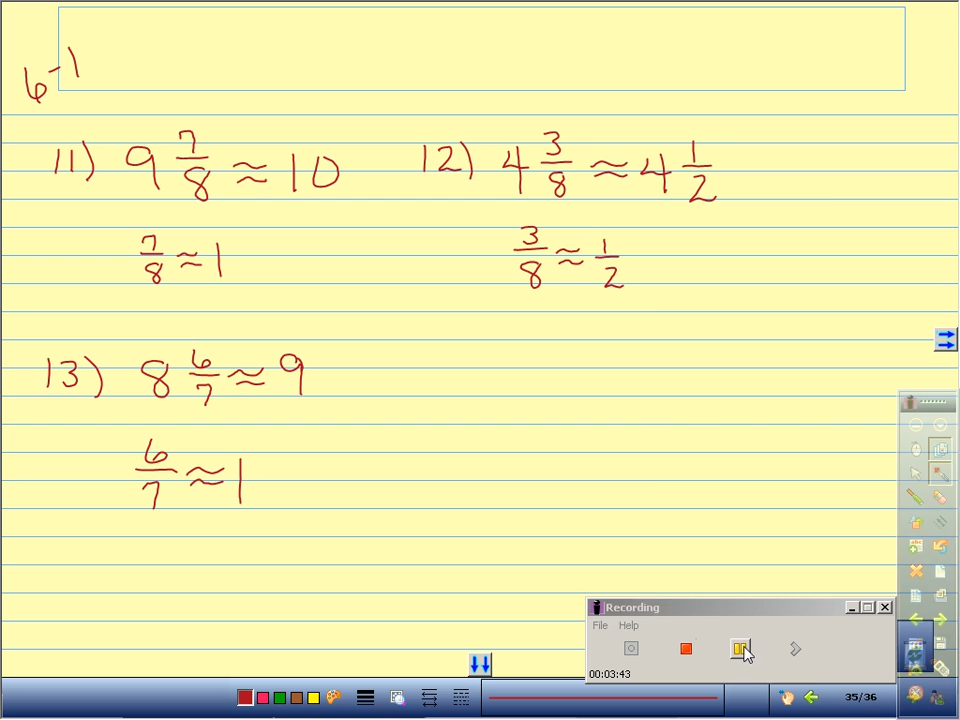 6-1
11) 9 7/8 ≈ 10
12) 4 3/8 ≈ 4 1/2
7/8 ≈ 1
3/8 ≈ 1/2
13) 8 6/7 ≈ 9
6/7 ≈ 1
Recording
File Help
00:03:43
35/36